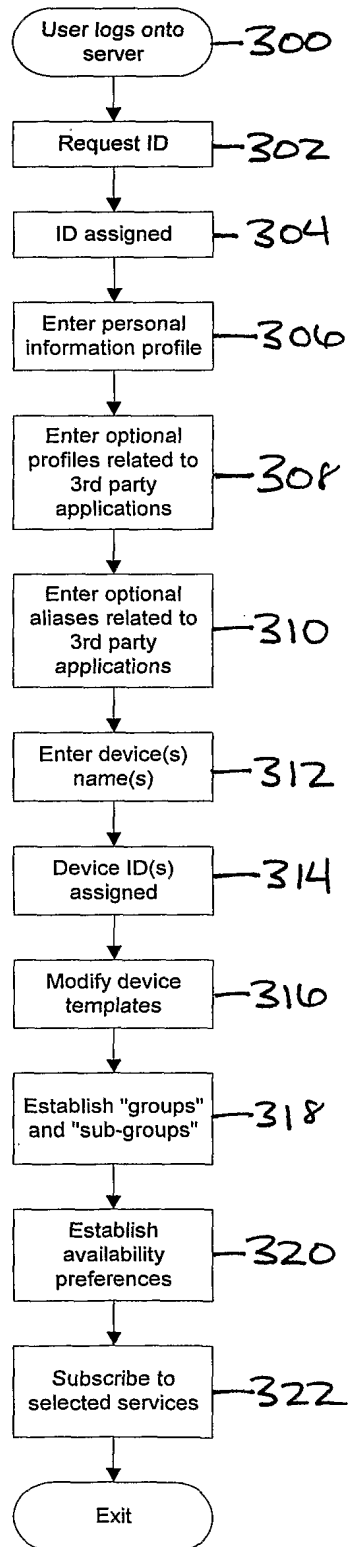 User logs onto
server
300
Request ID
302
ID assigned
304
Enter personal
information profile
306
Enter optional
profiles related to
3rd party
applications
308
Enter optional
aliases related to
3rd party
applications
310
Enter device(s)
name(s)
312
Device ID(s)
assigned
314
Modify device
templates
316
Establish "groups"
and "sub-groups"
318
Establish
availability
preferences
320
Subscribe to
selected services
322
Exit